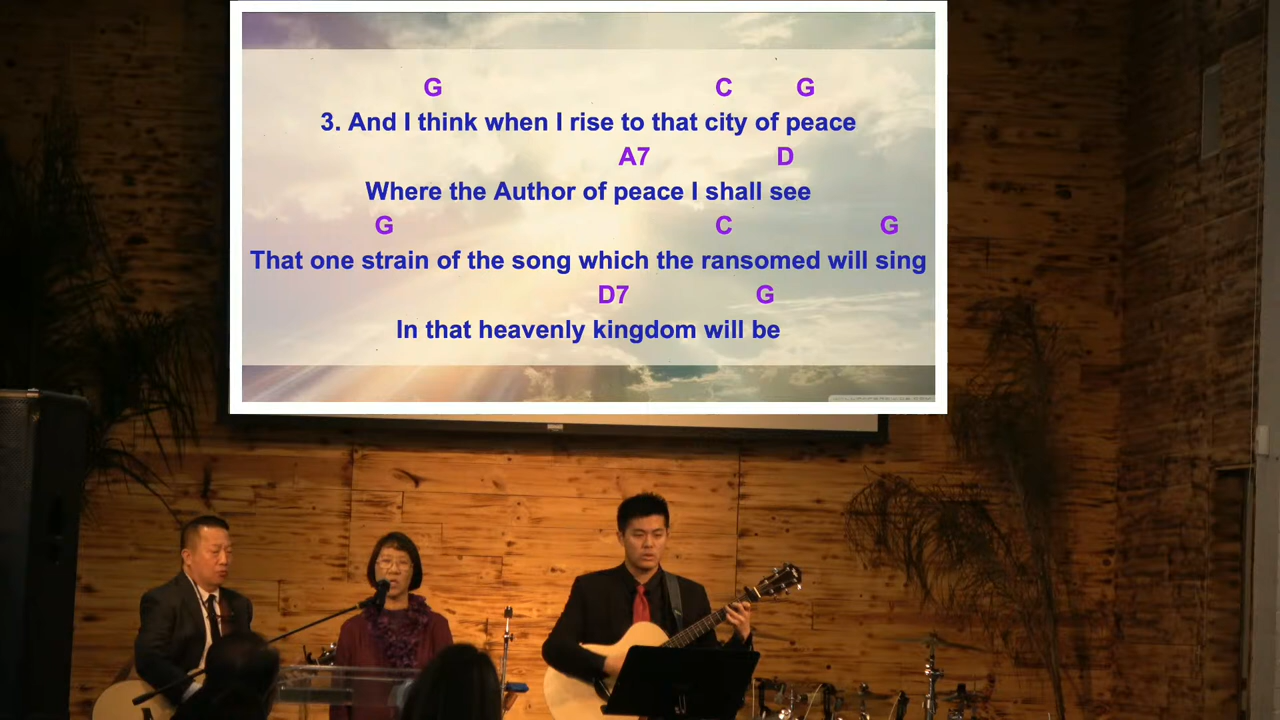 G C G
3. And I think when I rise to that city of peace
A7 D
Where the Author of peace I shall see
G C G
That one strain of the song which the ransomed will sing
D7 G
In that heavenly kingdom will be